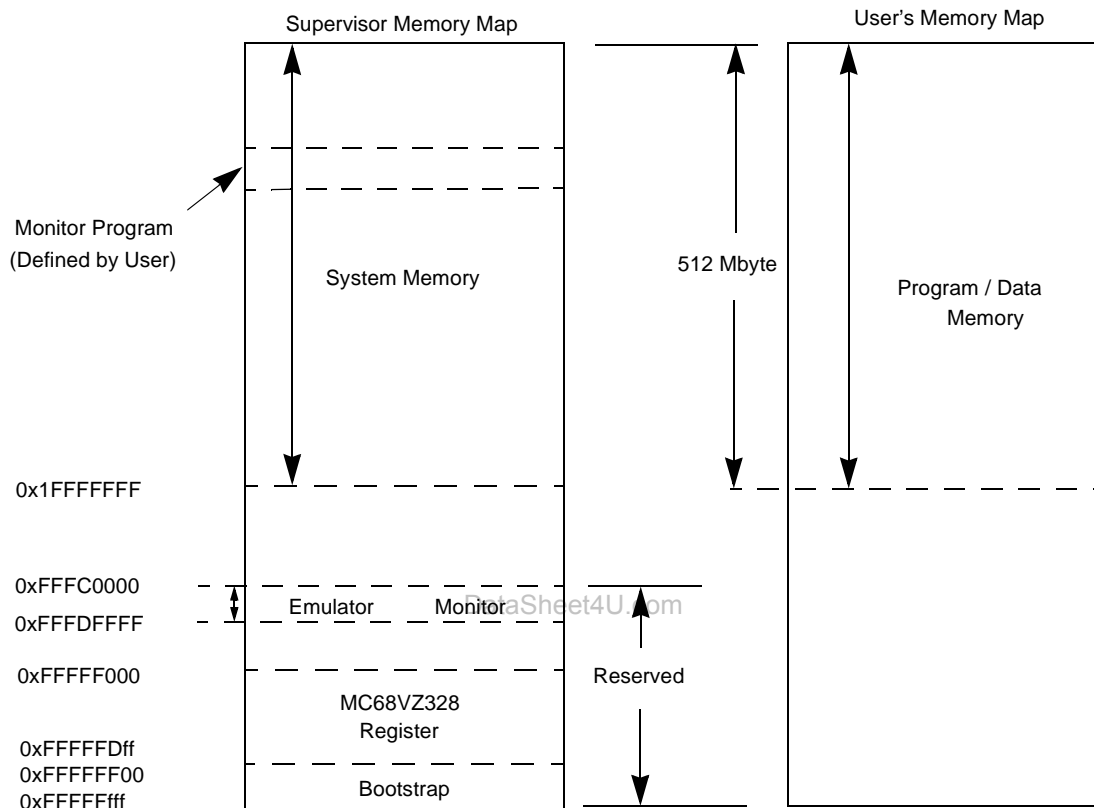 Supervisor Memory Map
User's Memory Map
Monitor Program
(Defined by User)
System Memory
512 Mbyte
Program / Data
Memory
0x1FFFFFFF
0xFFFC0000
Emulator Monitor
DataSheet4U.com
0xFFFDFFFF
0xFFFFF000
Reserved
MC68VZ328
Register
0xFFFFFDff
0xFFFFFF00
Bootstrap
0xFFFFFfff